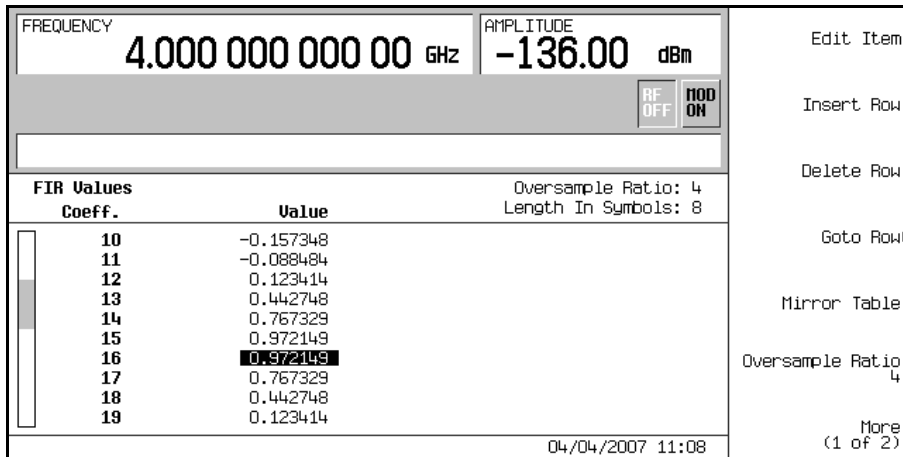 FREQUENCY
4.000 000 000 00 GHz
AMPLITUDE
-136.00 dBm
RF OFF
MOD ON
FIR Values
Oversample Ratio: 4
Coeff. Value
Length In Symbols: 8
10 -0.157348
11 -0.088484
12 0.123414
13 0.442748
14 0.767329
15 0.972149
16 0.972149
17 0.767329
18 0.442748
19 0.123414
04/04/2007 11:08
Edit Item
Insert Row
Delete Row
Goto Row
Mirror Table
Oversample Ratio
4
More
(1 of 2)